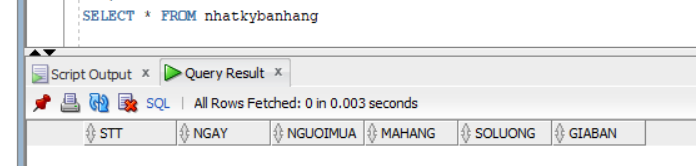 SELECT * FROM nhatkybanhang
Script Output x Query Result x
SQL | All Rows Fetched: 0 in 0.003 seconds
STT NGAY NGUOIMUA MAHANG SOLUONG GIABAN